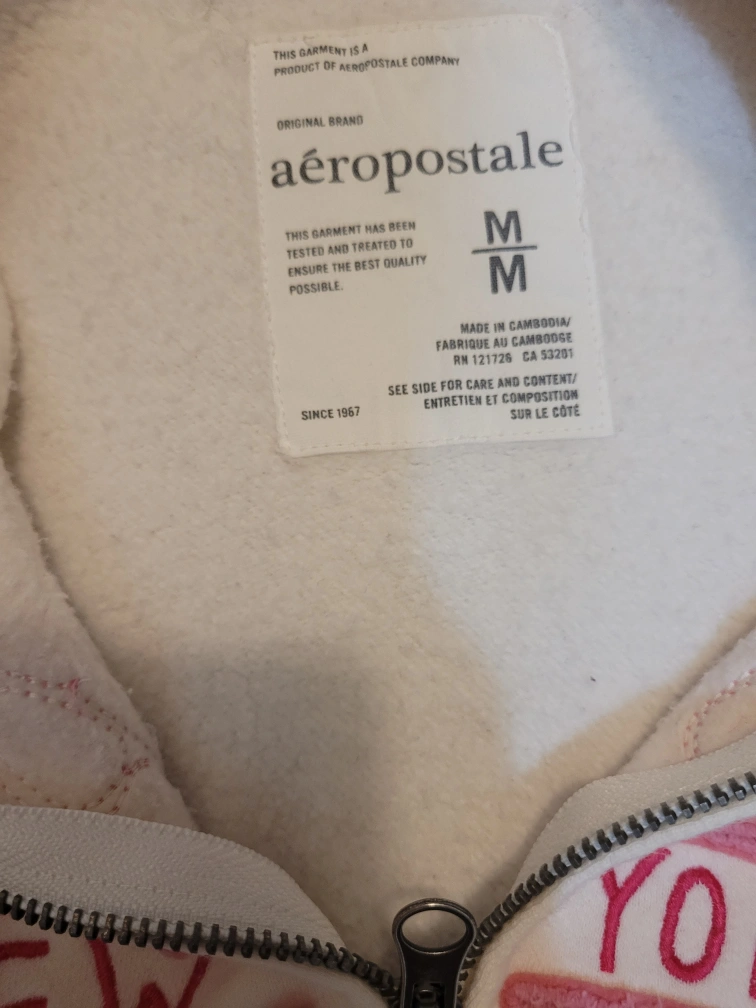 THIS GARMENT IS A
PRODUCT OF AEROPOSTALE COMPANY
ORIGINAL BRAND
aéropostale
THIS GARMENT HAS BEEN
TESTED AND TREATED TO
ENSURE THE BEST QUALITY
POSSIBLE.
M
M
MADE IN CAMBODIA/
FABRIQUE AU CAMBODGE
RN 121726 CA 53201
SEE SIDE FOR CARE AND CONTENT/
ENTRETIEN ET COMPOSITION
SUR LE CÔTÉ
SINCE 1967
EW YO